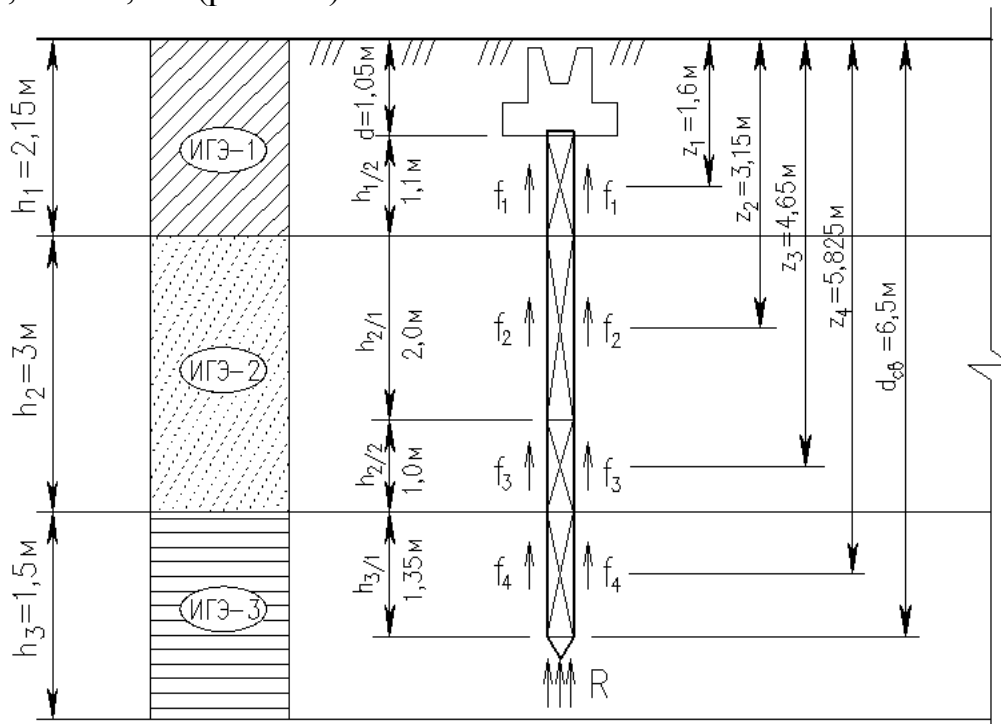 h₁=2,15м
ИГЭ-1
d=1,05м
h₁/₂
1,1м
f₁
f₁
z₁=1,6м
z₂=3,15м
z₃=4,65м
z₄=5,825м
dсв=6,5м
h₂=3м
ИГЭ-2
h₂/₁
2,0м
f₂
f₂
h₂/₂
1,0м
f₃
f₃
h₃=1,5м
ИГЭ-3
h₃/₁
1,35м
f₄
f₄
R